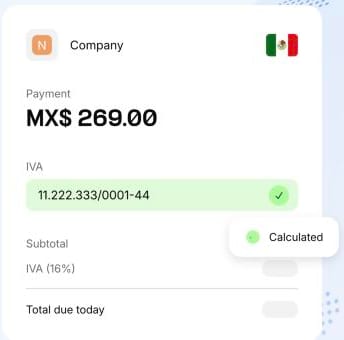 N
Company
Payment
MX$ 269.00
IVA
11.222.333/0001-44
Calculated
Subtotal
IVA (16%)
Total due today